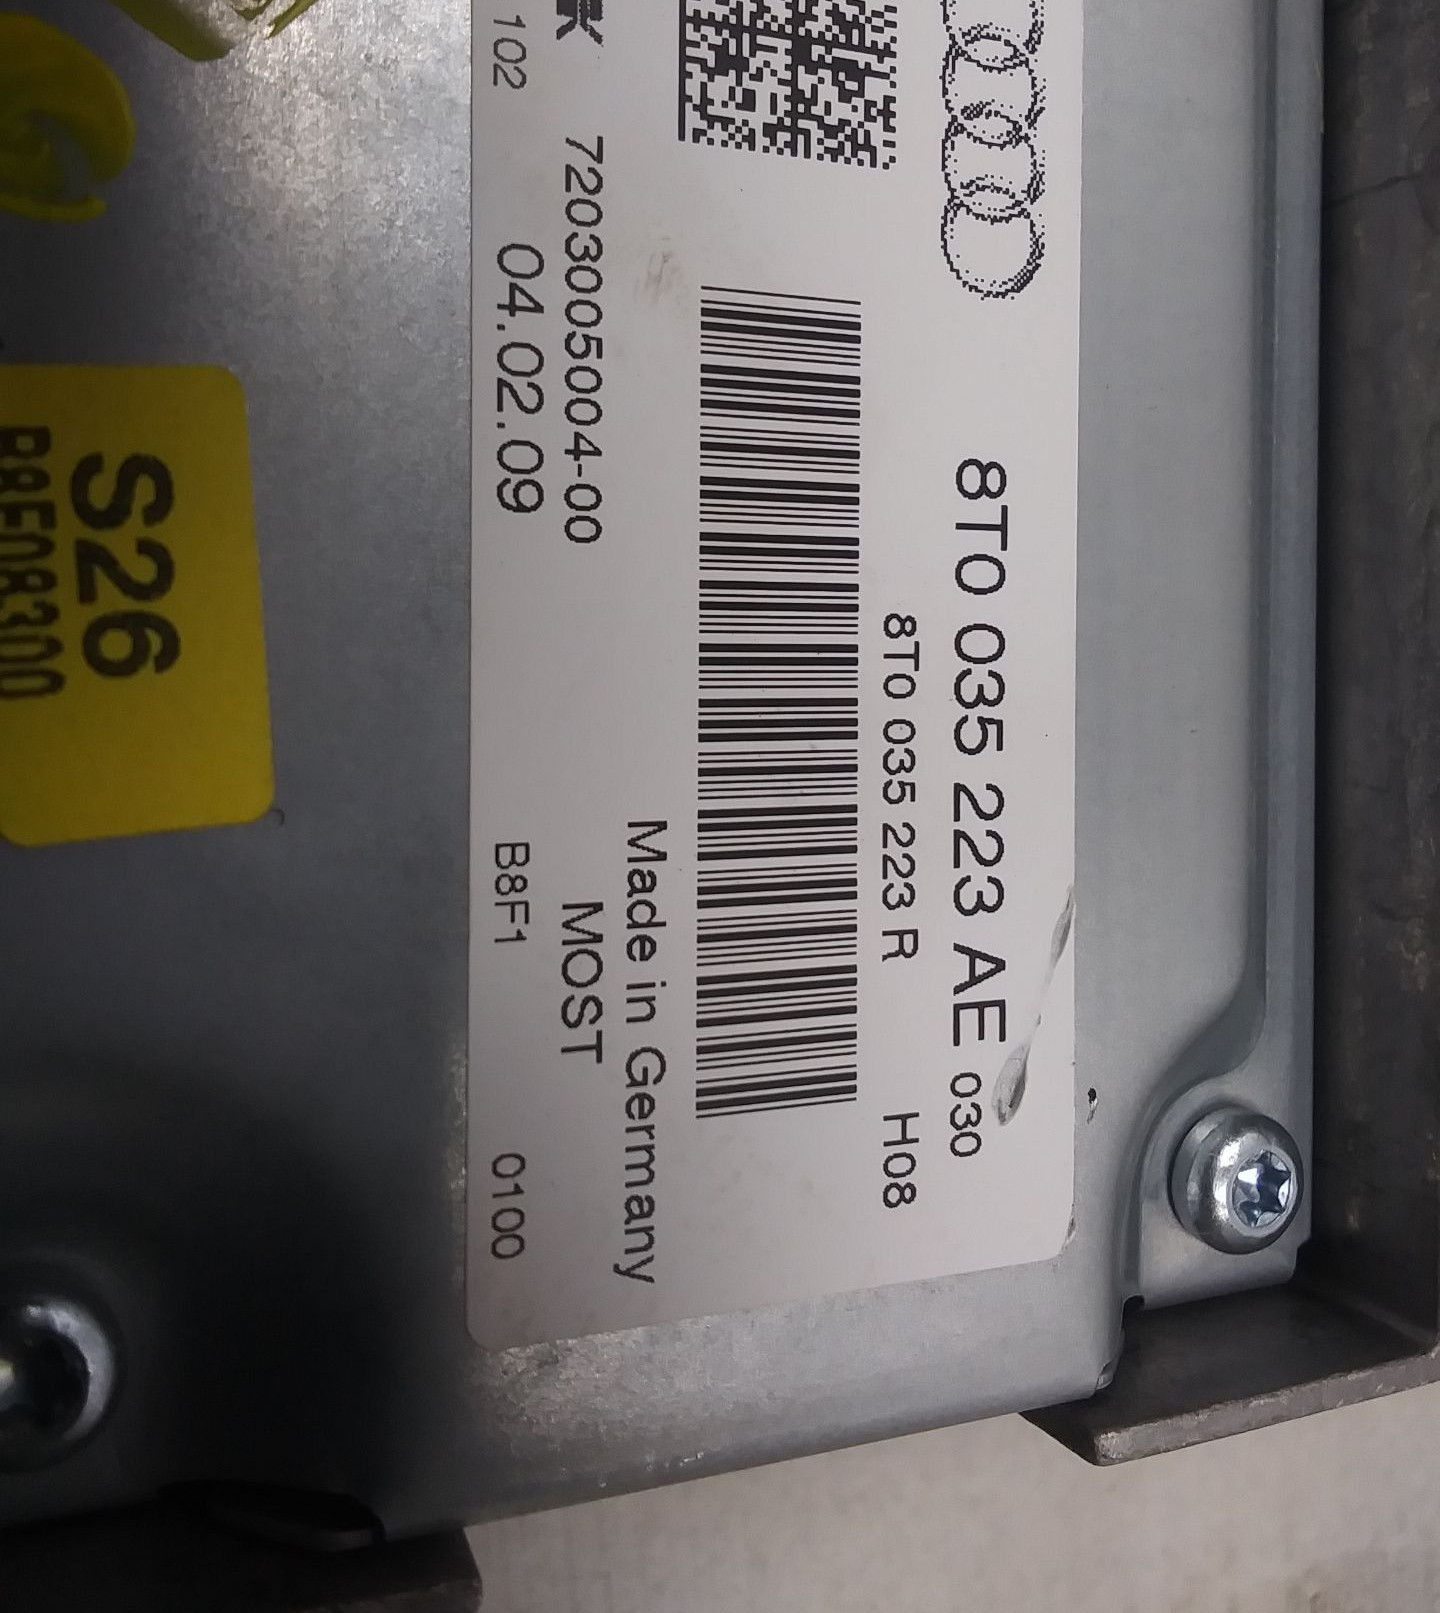 8T0 035 223 AE 030
8T0 035 223 R H08
Made in Germany
7203005004-00 MOST
102 04.02.09 B8F1 0100
S26